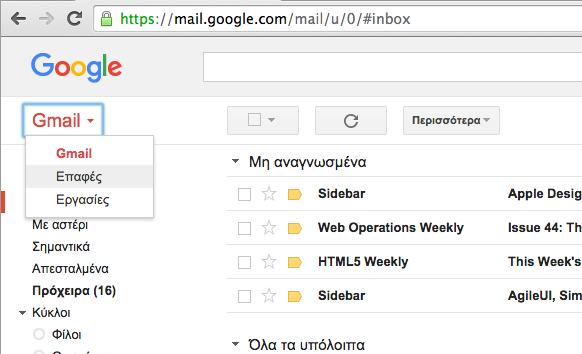 https://mail.google.com/mail/u/0/#inbox
Google
Gmail
Περισσότερα
Gmail
Επαφές
Εργασίες
Με αστέρι
Σημαντικά
Απεσταλμένα
Πρόχειρα (16)
Κύκλοι
Φίλοι
Μη αναγνωσμένα
Sidebar Apple Desig
Web Operations Weekly Issue 44: Th
HTML5 Weekly This Week's
Sidebar AgileUI, Sim
Όλα τα υπόλοιπα